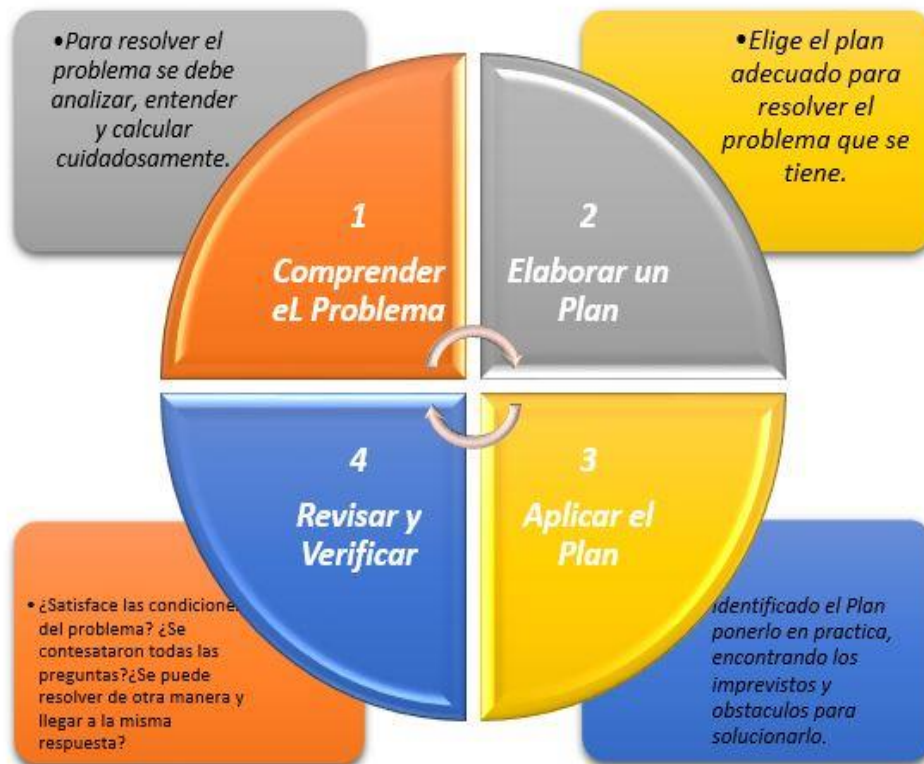 •Para resolver el
problema se debe
analizar, entender
y calcular
cuidadosamente.
•Elige el plan
adecuado para
resolver el
problema que se
tiene.
1
Comprender
eL Problema
2
Elaborar un
Plan
4
Revisar y
Verificar
3
Aplicar el
Plan
• ¿Satisface las condiciones
del problema? ¿Se
contesataron todas las
preguntas?¿Se puede
resolver de otra manera y
llegar a la misma
respuesta?
Identificado el Plan
ponerlo en practica,
encontrando los
imprevistos y
obstaculos para
solucionarlo.